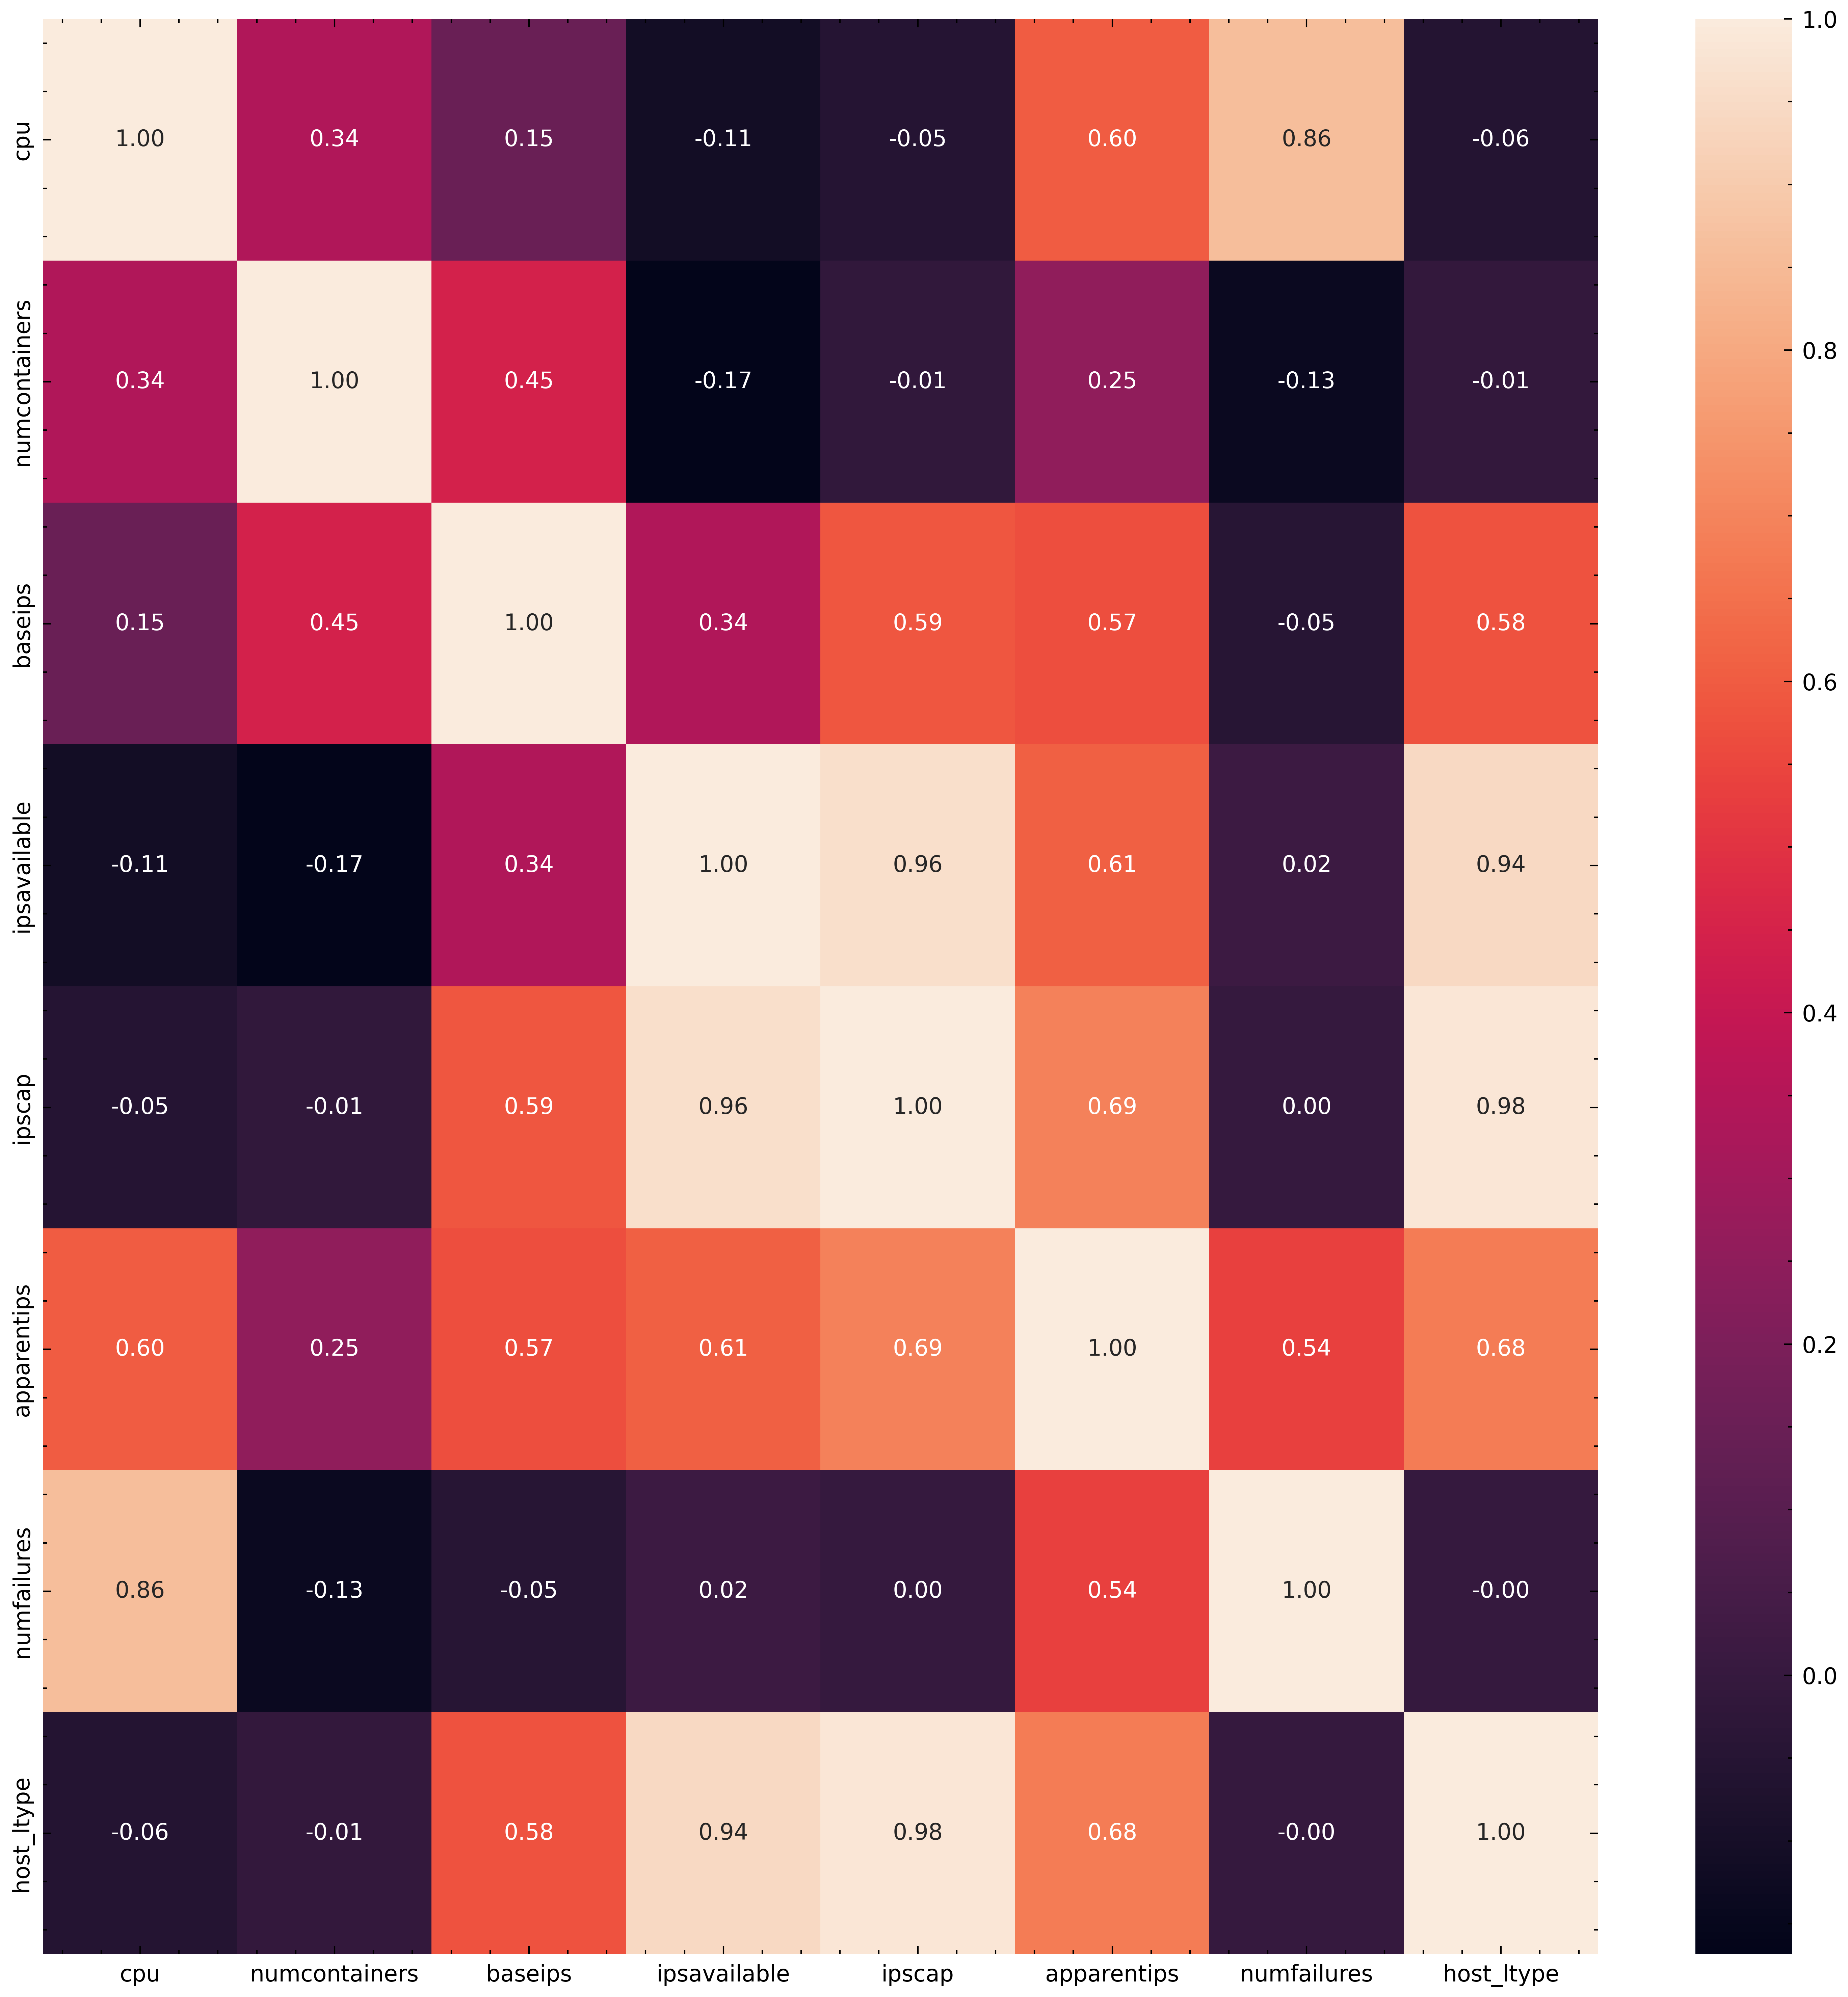 1.0
cpu 1.00 0.34 0.15 -0.11 -0.05 0.60 0.86 -0.06
0.8
numcontainers 0.34 1.00 0.45 -0.17 -0.01 0.25 -0.13 -0.01
baseips 0.15 0.45 1.00 0.34 0.59 0.57 -0.05 0.58
0.6
ipsavailable -0.11 -0.17 0.34 1.00 0.96 0.61 0.02 0.94
0.4
ipscap -0.05 -0.01 0.59 0.96 1.00 0.69 0.00 0.98
apparentips 0.60 0.25 0.57 0.61 0.69 1.00 0.54 0.68
0.2
numfailures 0.86 -0.13 -0.05 0.02 0.00 0.54 1.00 -0.00
0.0
host_ltype -0.06 -0.01 0.58 0.94 0.98 0.68 -0.00 1.00
cpu numcontainers baseips ipsavailable ipscap apparentips numfailures host_ltype